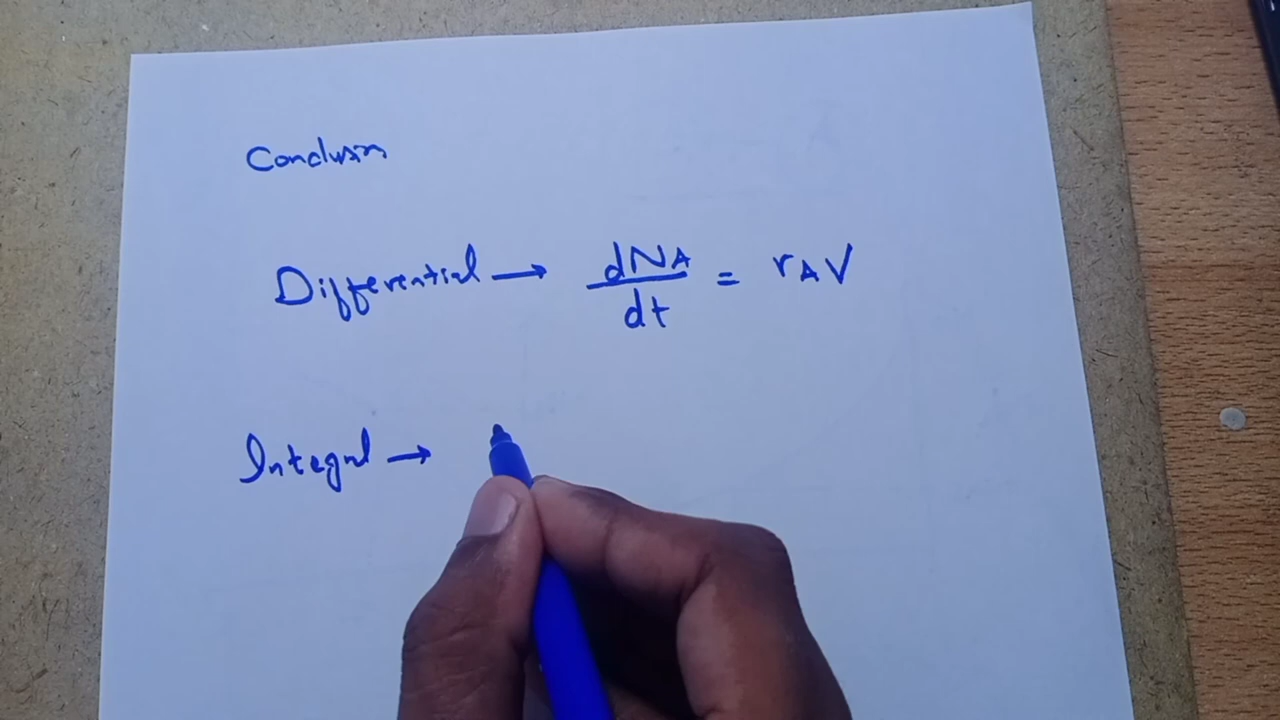 Conclusion
Differential → dNA/dt = rAV
Integral →